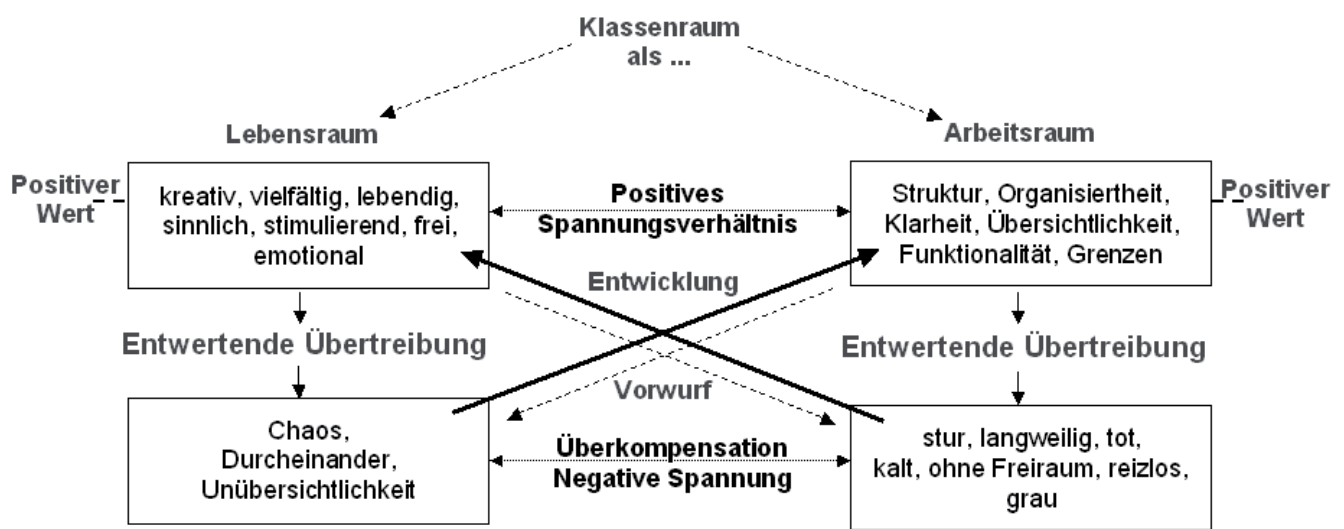 Klassenraum
als ...
Lebensraum
Arbeitsraum
Positiver
Wert
kreativ, vielfältig, lebendig,
sinnlich, stimulierend, frei,
emotional
Positives
Spannungsverhältnis
Struktur, Organisiertheit,
Klarheit, Übersichtlichkeit,
Funktionalität, Grenzen
Positiver
Wert
Entwicklung
Entwertende Übertreibung
Entwertende Übertreibung
Vorwurf
Chaos,
Durcheinander,
Unübersichtlichkeit
Überkompensation
Negative Spannung
stur, langweilig, tot,
kalt, ohne Freiraum, reizlos,
grau